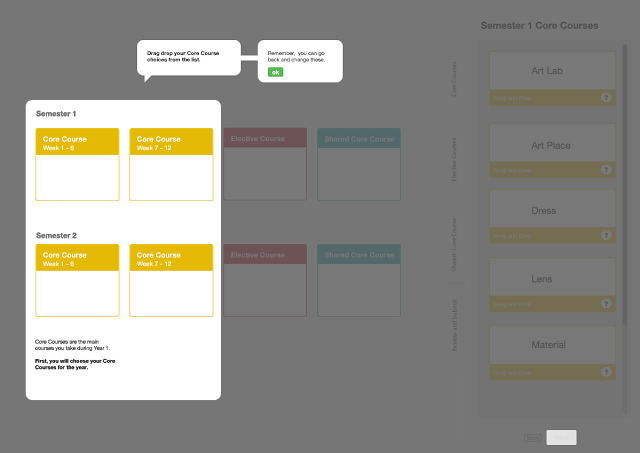 Semester 1 Core Courses
Drag drop your Core Course
choices from the list.
Remember, you can go
back and change these.
ok
Semester 1
Core Course
Week 1 - 6
Core Course
Week 7 - 12
Elective Course
Shared Core Course
Semester 2
Core Course
Week 1 - 6
Core Course
Week 7 - 12
Elective Course
Shared Core Course
Core Courses are the main
courses you take during Year 1.
First, you will choose your Core
Courses for the year.
Core Courses
Elective Courses
Shared Core Course
Review and Submit
Art Lab
Drag and Drop
?
Art Place
Drag and Drop
?
Dress
Drag and Drop
?
Lens
Drag and Drop
?
Material
Drag and Drop
?